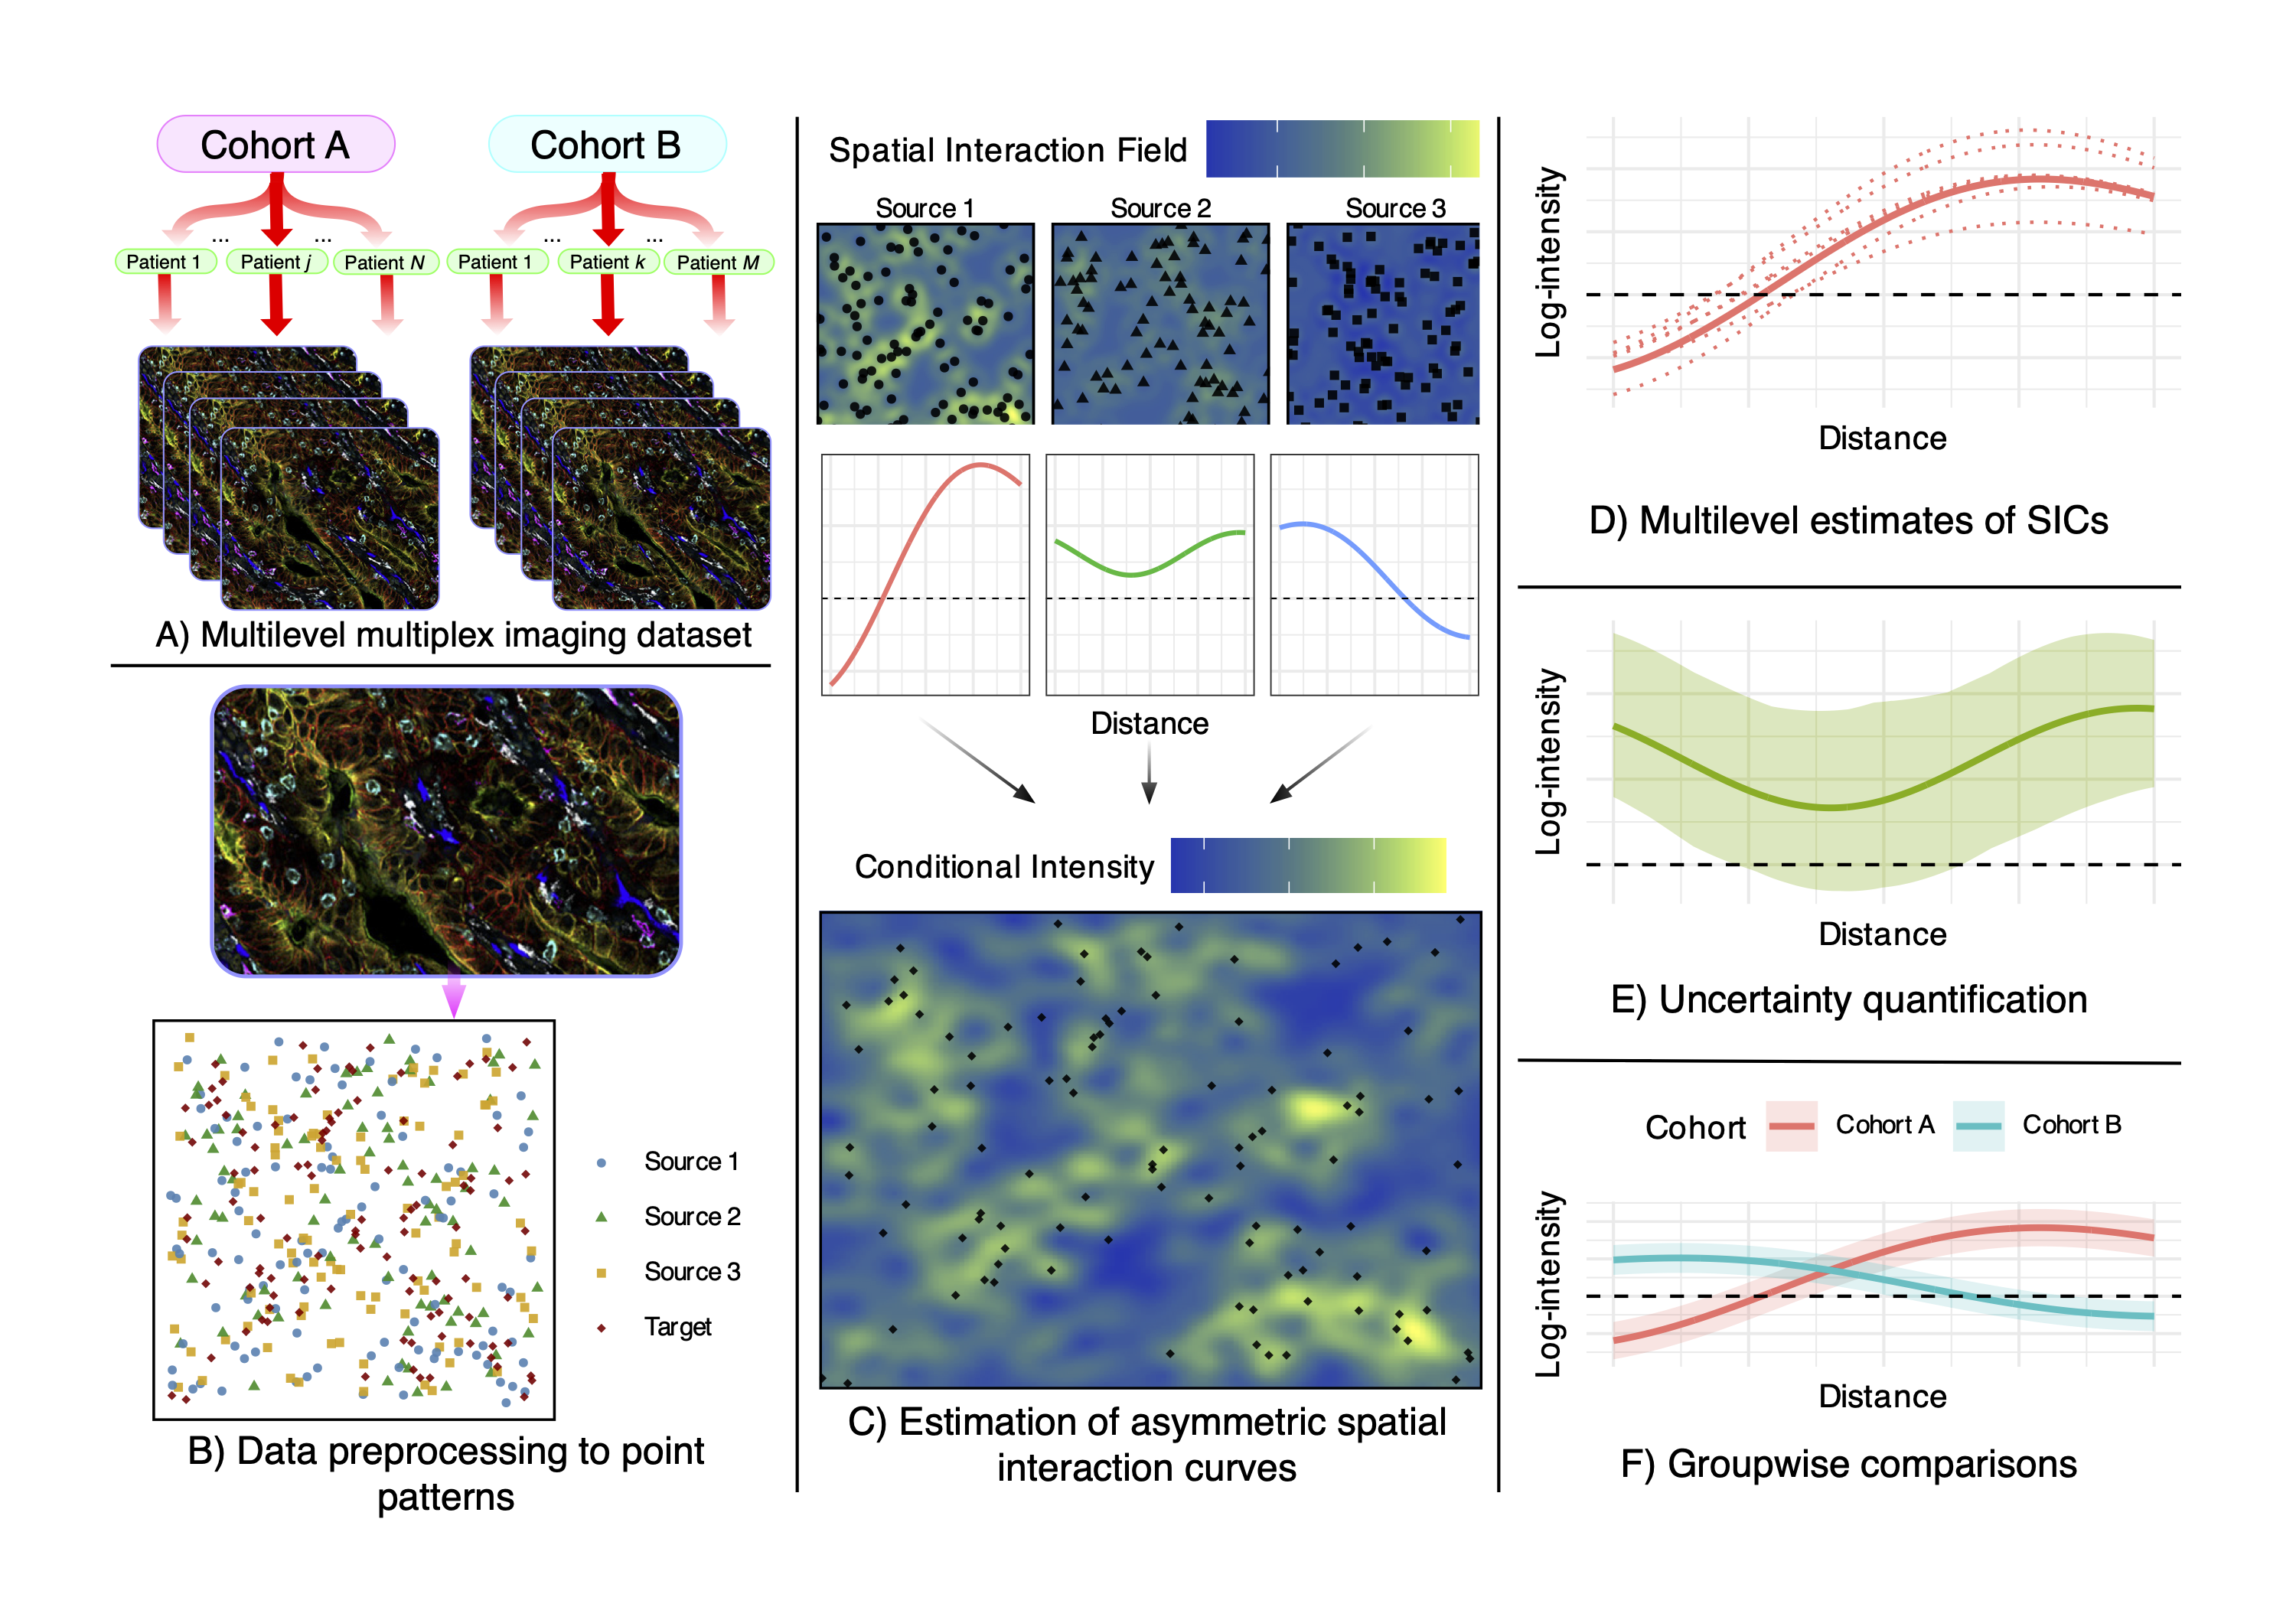 Cohort A
Cohort B
... ...
... ...
Patient 1
Patient j
Patient N
Patient 1
Patient k
Patient M
A) Multilevel multiplex imaging dataset
Source 1
Source 2
Source 3
Target
B) Data preprocessing to point
patterns
Spatial Interaction Field
Source 1
Source 2
Source 3
Distance
Conditional Intensity
C) Estimation of asymmetric spatial
interaction curves
Log-intensity
Distance
D) Multilevel estimates of SICs
Log-intensity
Distance
E) Uncertainty quantification
Cohort
Cohort A
Cohort B
Log-intensity
Distance
F) Groupwise comparisons